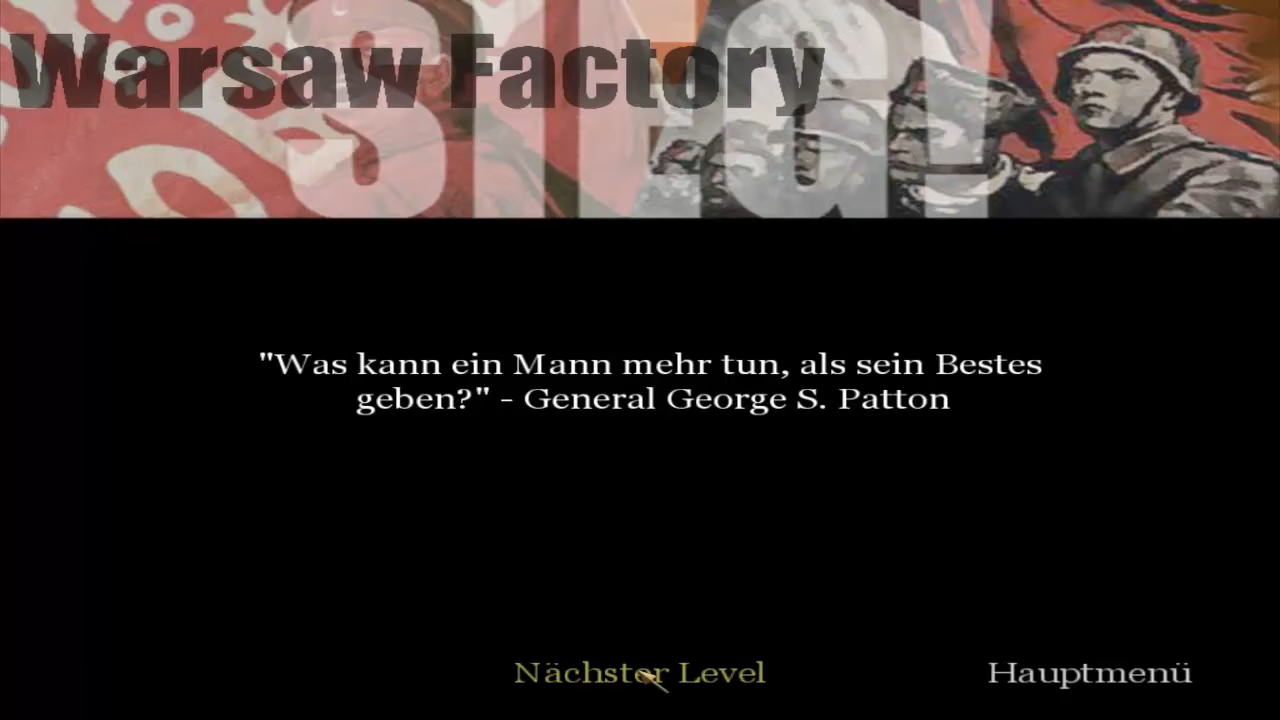 Warsaw Factory
"Was kann ein Mann mehr tun, als sein Bestes
geben?" - General George S. Patton
Nächster Level
Hauptmenü